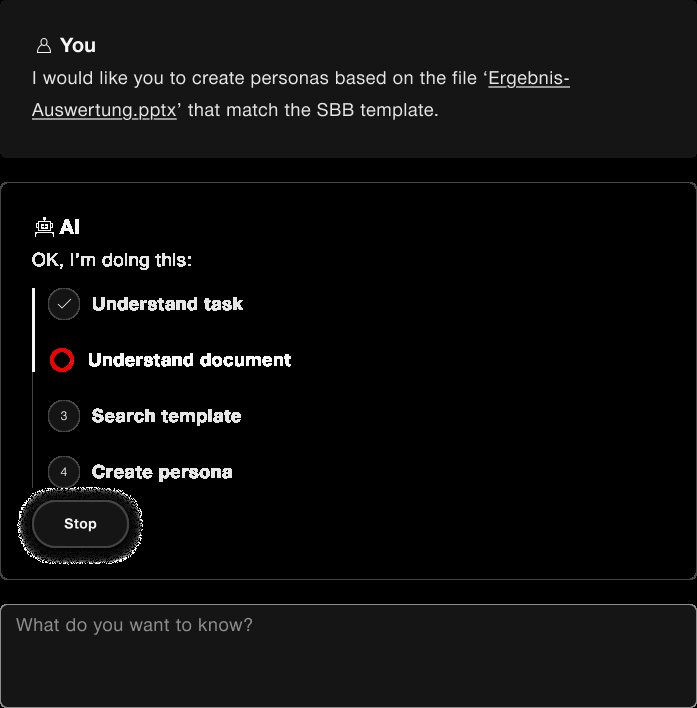 You
I would like you to create personas based on the file ‘Ergebnis-
Auswertung.pptx’ that match the SBB template.
AI
OK, I'm doing this:
Understand task
Understand document
3 Search template
4 Create persona
Stop
What do you want to know?